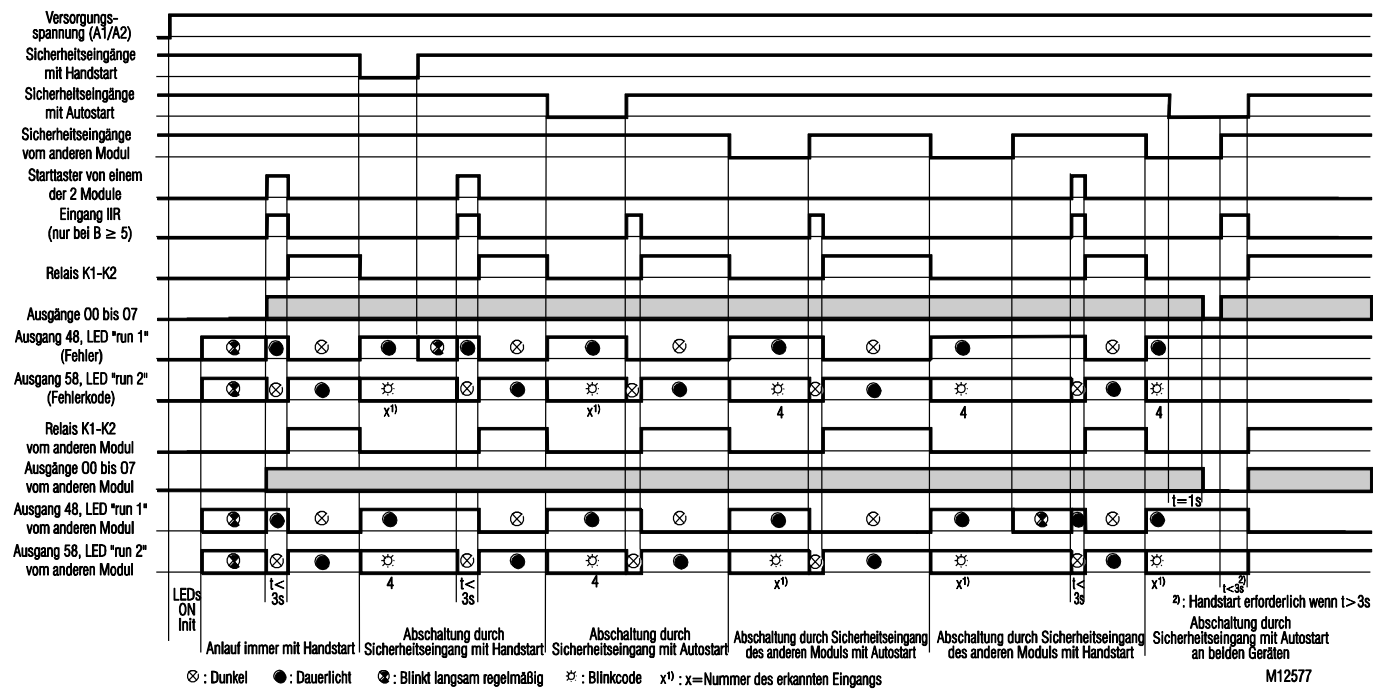 Versorgungs-
spannung (A1/A2)
Sicherheitseingänge
mit Handstart
Sicherheitseingänge
mit Autostart
Sicherheitseingänge
vom anderen Modul
Starttaster von einem
der 2 Module
Eingang IIR
(nur bei B ≥ 5)
Relais K1-K2
Ausgänge O0 bis O7
Ausgang 48, LED "run 1"
(Fehler)
Ausgang 58, LED "run 2"
(Fehlerkode)
x¹⁾ x¹⁾ 4 4 4
Relais K1-K2
vom anderen Modul
Ausgänge O0 bis O7
vom anderen Modul
t=1s
Ausgang 48, LED "run 1"
vom anderen Modul
Ausgang 58, LED "run 2"
vom anderen Modul
t<
3s
4
t<
3s
4 x¹⁾ x¹⁾
t<
3s
x¹⁾
t<3s²⁾
²⁾: Handstart erforderlich wenn t>3s
LEDs
ON
Init
Anlauf immer mit Handstart
Abschaltung durch
Sicherheitseingang mit Handstart
Abschaltung durch
Sicherheitseingang mit Autostart
Abschaltung durch Sicherheitseingang
des anderen Moduls mit Autostart
Abschaltung durch Sicherheitseingang
des anderen Moduls mit Handstart
Abschaltung durch
Sicherheitseingang mit Autostart
an beiden Geräten
: Dunkel : Dauerlicht : Blinkt langsam regelmäßig : Blinkcode x¹⁾ : x=Nummer des erkannten Eingangs
M12577